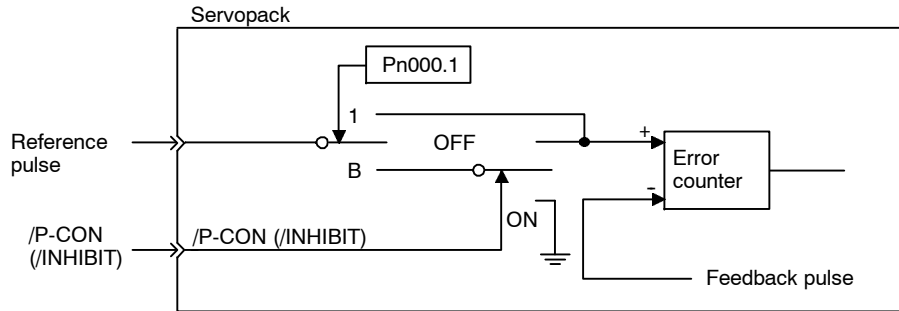 Servopack
Pn000.1
1
Reference
pulse
OFF
+
Error
counter
B
-
/P-CON
(/INHIBIT)
/P-CON (/INHIBIT)
ON
Feedback pulse